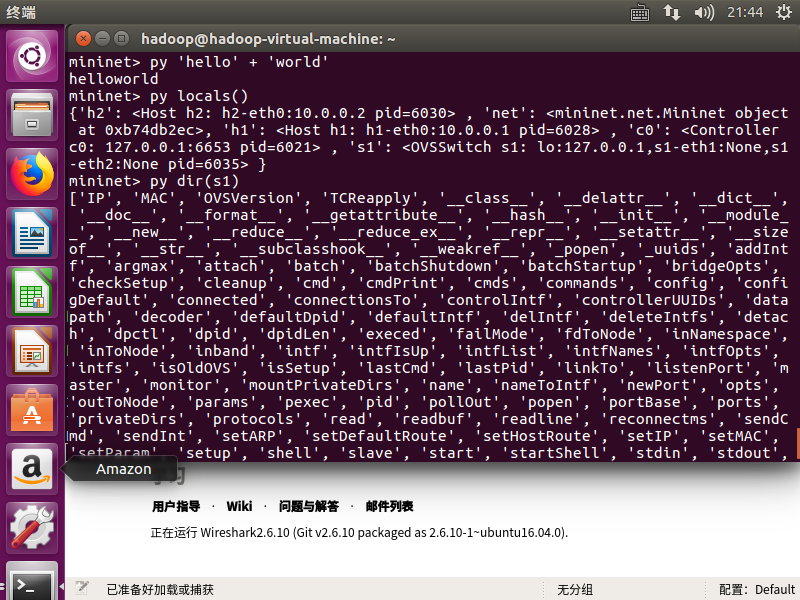 终端
21:44
hadoop@hadoop-virtual-machine: ~
mininet> py 'hello' + 'world'
helloworld
mininet> py locals()
{'h2': <Host h2: h2-eth0:10.0.0.2 pid=6030> , 'net': <mininet.net.Mininet object
at 0xb74db2ec>, 'h1': <Host h1: h1-eth0:10.0.0.1 pid=6028> , 'c0': <Controller
c0: 127.0.0.1:6653 pid=6021> , 's1': <OVSSwitch s1: lo:127.0.0.1,s1-eth1:None,s1
-eth2:None pid=6035> }
mininet> py dir(s1)
['IP', 'MAC', 'OVSVersion', 'TCReapply', '__class__', '__delattr__', '__dict__',
'__doc__', '__format__', '__getattribute__', '__hash__', '__init__', '__module_
_', '__new__', '__reduce__', '__reduce_ex__', '__repr__', '__setattr__', '__size
of__', '__str__', '__subclasshook__', '__weakref__', '_popen', '_uuids', 'addInt
f', 'argmax', 'attach', 'batch', 'batchShutdown', 'batchStartup', 'bridgeOpts',
'checkSetup', 'cleanup', 'cmd', 'cmdPrint', 'cmds', 'commands', 'config', 'confi
gDefault', 'connected', 'connectionsTo', 'controlIntf', 'controllerUUIDs', 'data
path', 'decoder', 'defaultDpid', 'defaultIntf', 'delIntf', 'deleteIntfs', 'detac
h', 'dpctl', 'dpid', 'dpidLen', 'execed', 'failMode', 'fdToNode', 'inNamespace',
'inToNode', 'inband', 'intf', 'intfIsUp', 'intfList', 'intfNames', 'intfOpts',
'intfs', 'isOldOVS', 'isSetup', 'lastCmd', 'lastPid', 'linkTo', 'listenPort', 'm
aster', 'monitor', 'mountPrivateDirs', 'name', 'nameToIntf', 'newPort', 'opts',
'outToNode', 'params', 'pexec', 'pid', 'pollOut', 'popen', 'portBase', 'ports',
'privateDirs', 'protocols', 'read', 'readbuf', 'readline', 'reconnectms', 'sendC
md', 'sendInt', 'setARP', 'setDefaultRoute', 'setHostRoute', 'setIP', 'setMAC',
'setParam', 'setup', 'shell', 'slave', 'start', 'startShell', 'stdin', 'stdout',
Amazon
用户指导 · Wiki · 问题与解答 · 邮件列表
正在运行 Wireshark2.6.10 (Git v2.6.10 packaged as 2.6.10-1~ubuntu16.04.0).
已准备好加载或捕获 无分组 配置：Default